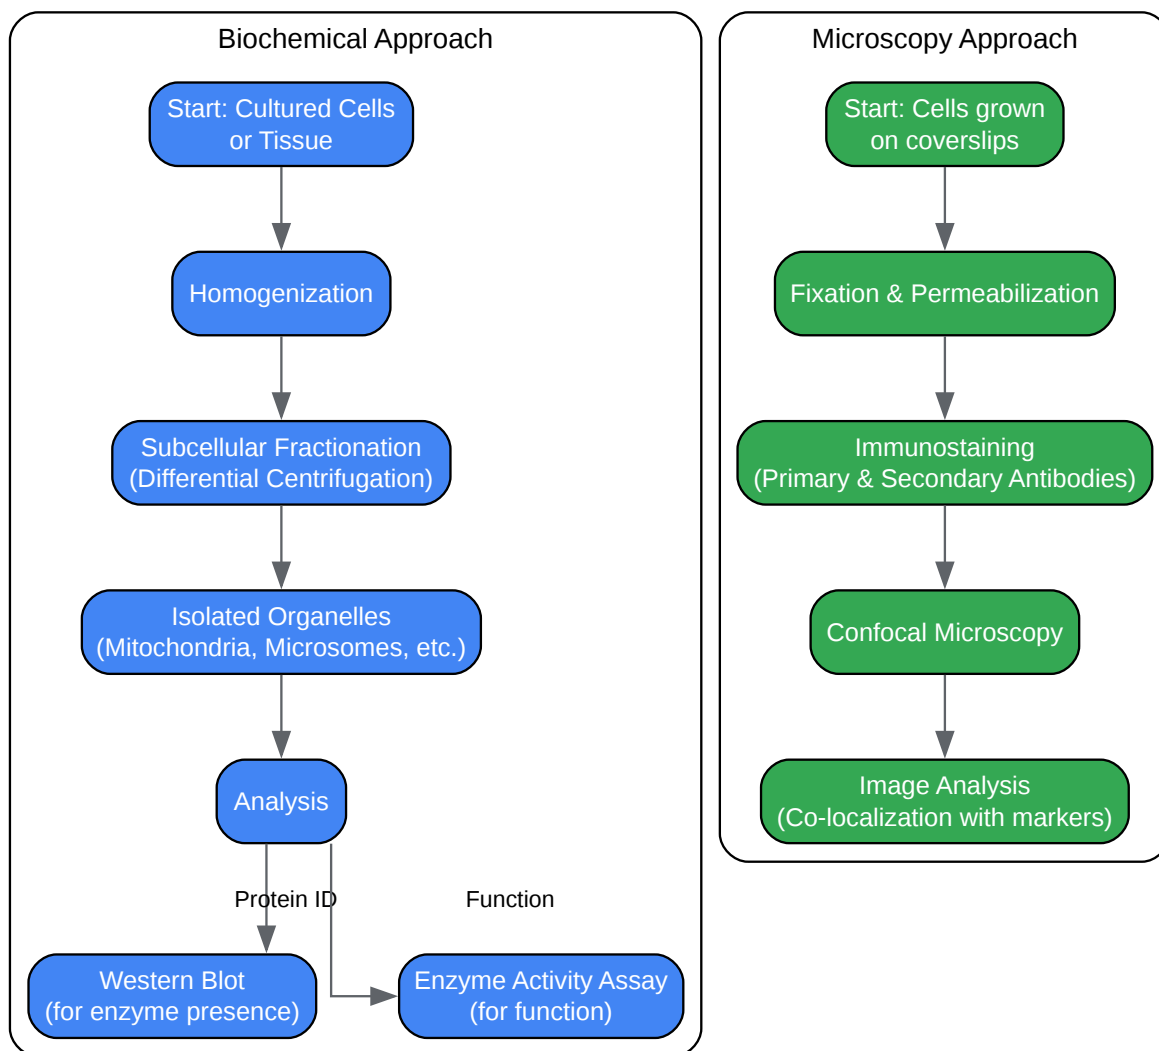 Biochemical Approach
Start: Cultured Cells
or Tissue
Homogenization
Subcellular Fractionation
(Differential Centrifugation)
Isolated Organelles
(Mitochondria, Microsomes, etc.)
Analysis
Protein ID
Function
Western Blot
(for enzyme presence)
Enzyme Activity Assay
(for function)
Microscopy Approach
Start: Cells grown
on coverslips
Fixation & Permeabilization
Immunostaining
(Primary & Secondary Antibodies)
Confocal Microscopy
Image Analysis
(Co-localization with markers)